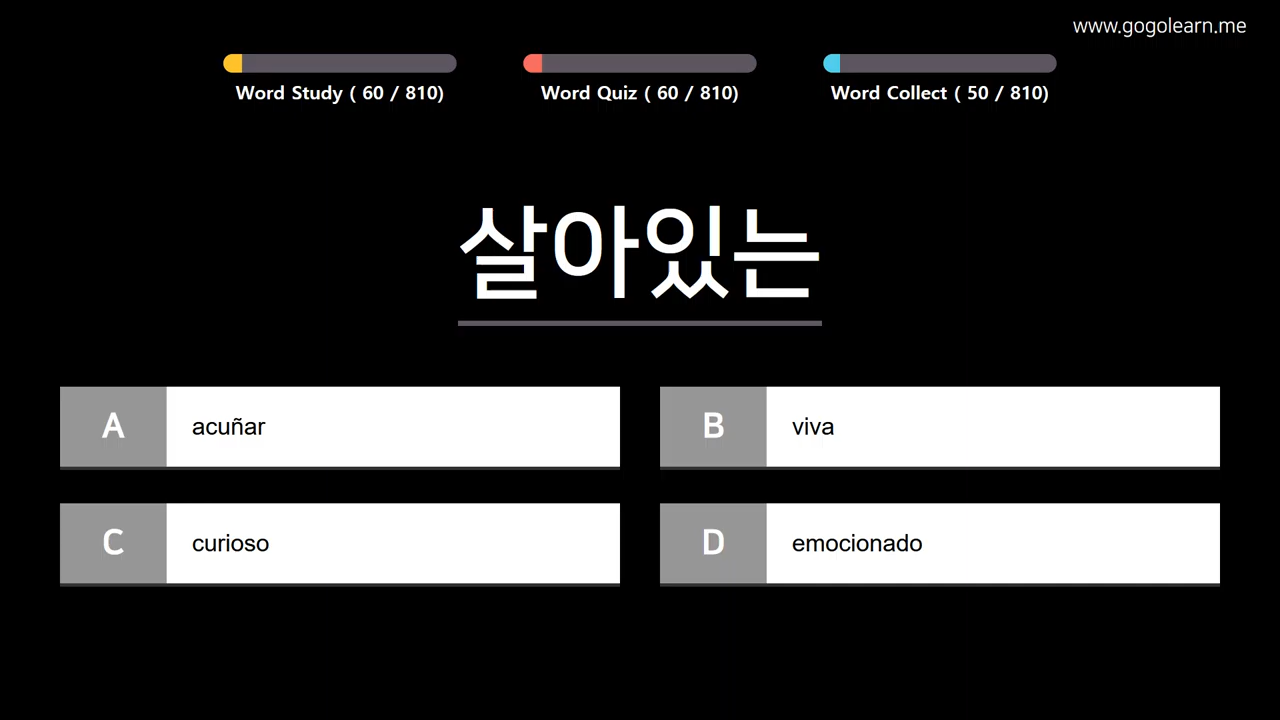 www.gogolearn.me
Word Study ( 60 / 810)
Word Quiz ( 60 / 810)
Word Collect ( 50 / 810)
살아있는
A acuñar
B viva
C curioso
D emocionado